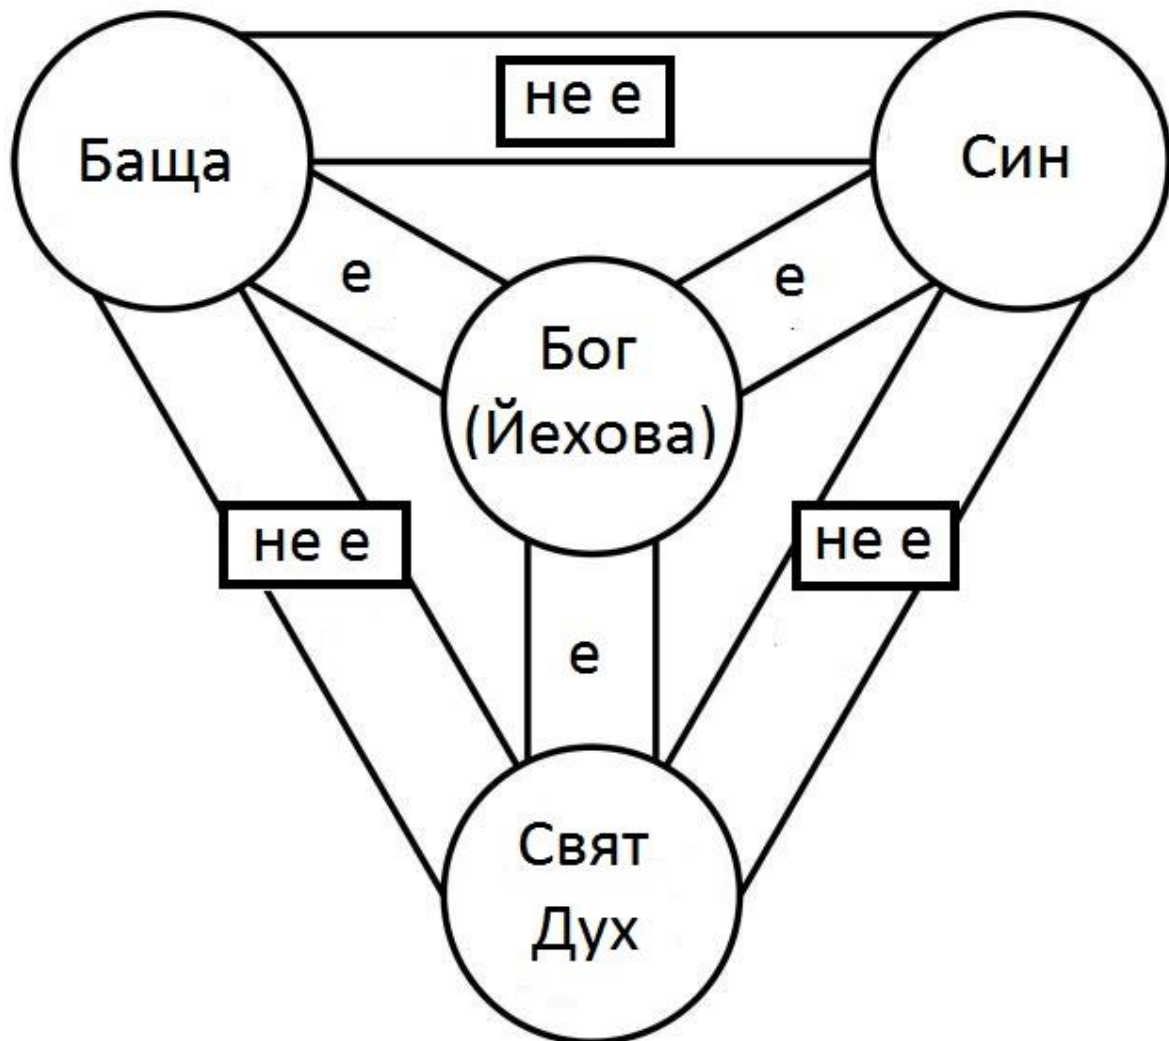 не е
Баща
Син
е
е
Бог
(Йехова)
не е
не е
е
Свят
Дух